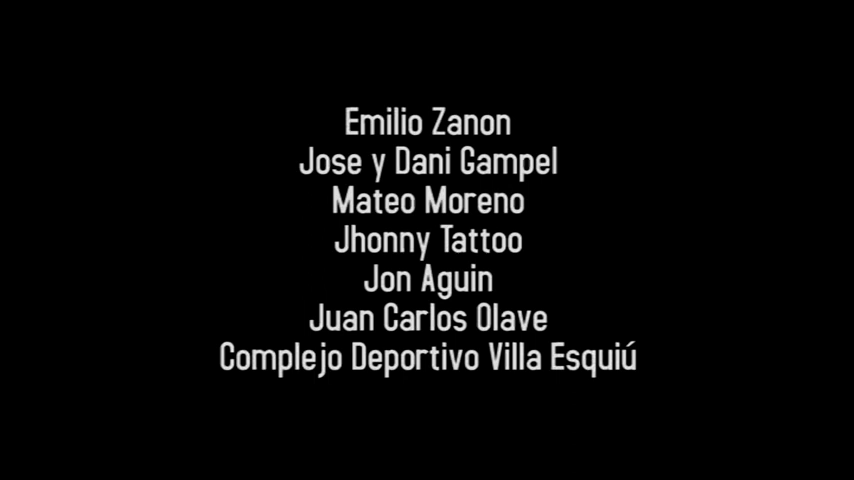 Emilio Zanon
Jose y Dani Gampel
Mateo Moreno
Jhonny Tattoo
Jon Aguin
Juan Carlos Olave
Complejo Deportivo Villa Esquiú